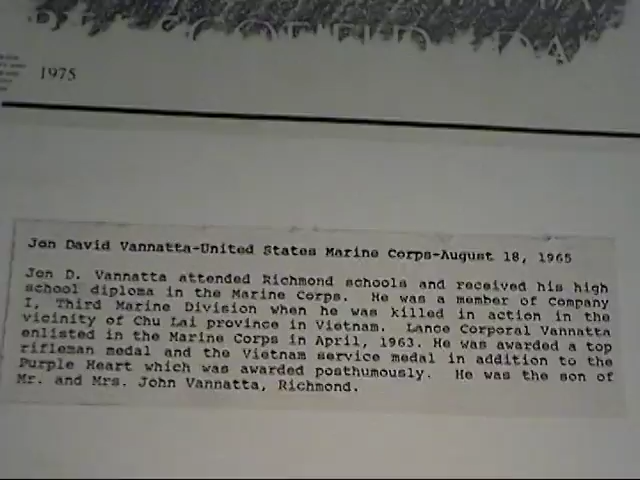 1975
Jon David Vannatta-United States Marine Corps-August 18, 1965
Jon D. Vannatta attended Richmond schools and received his high
school diploma in the Marine Corps. He was a member of Company
I, Third Marine Division when he was killed in action in the
vicinity of Chu Lai province in Vietnam. Lance Corporal Vannatta
enlisted in the Marine Corps in April, 1963. He was awarded a top
rifleman medal and the Vietnam service medal in addition to the
Purple Heart which was awarded posthumously. He was the son of
Mr. and Mrs. John Vannatta, Richmond.